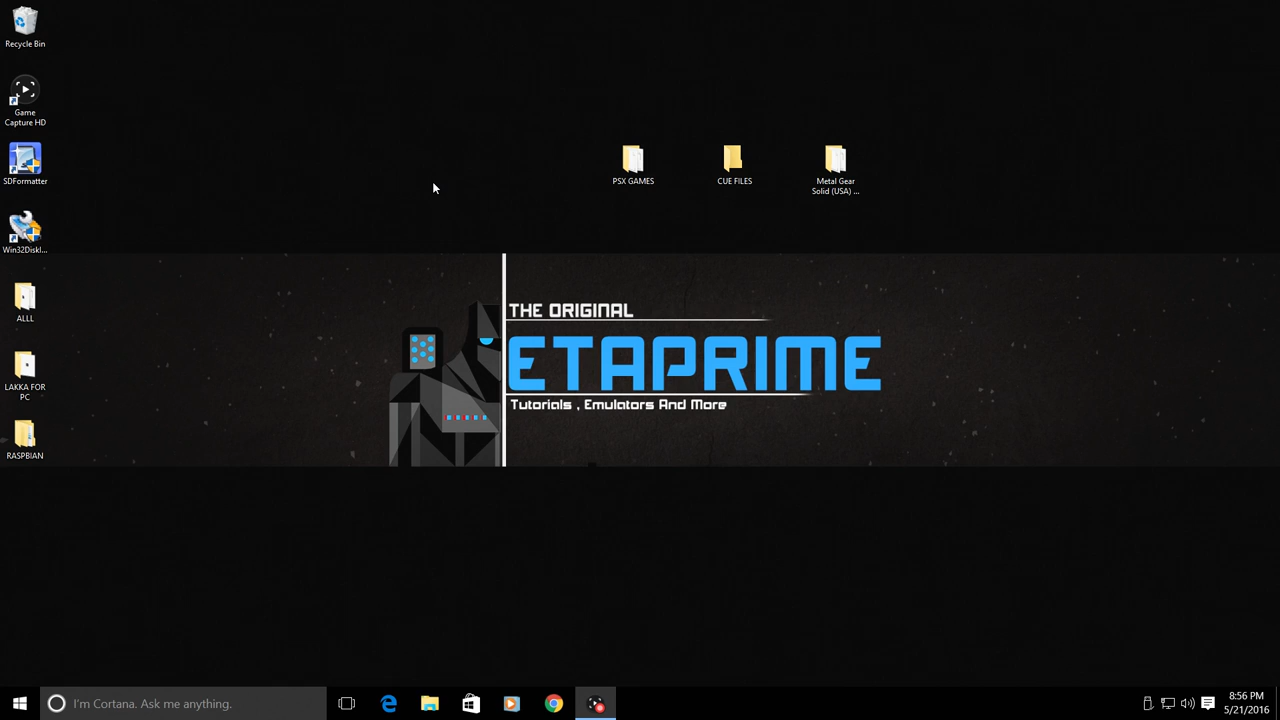 Recycle Bin
Game
Capture HD
SDFormatter
Win32DiskI...
ALLL
LAKKA FOR
PC
RASPBIAN
PSX GAMES
CUE FILES
Metal Gear
Solid (USA) ...
THE ORIGINAL
ETAPRIME
Tutorials , Emulators And More
I'm Cortana. Ask me anything.
8:56 PM
5/21/2016